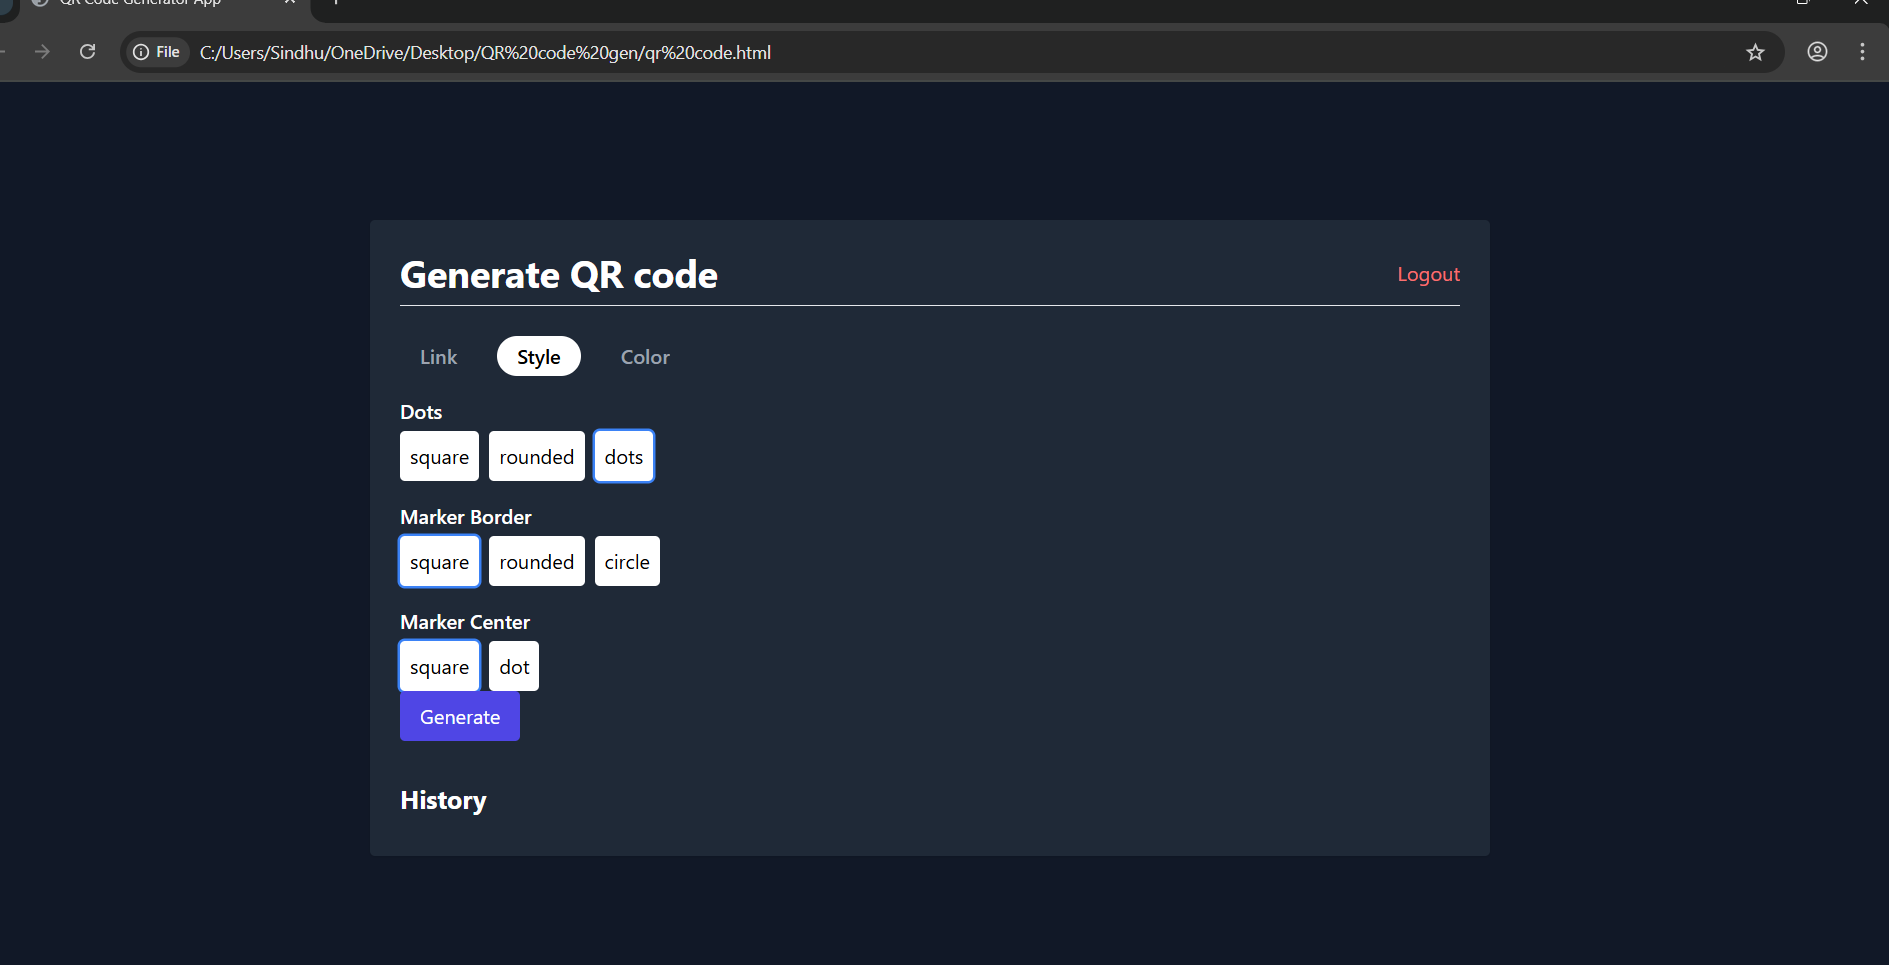 QR Code Generator App
File C:/Users/Sindhu/OneDrive/Desktop/QR%20code%20gen/qr%20code.html
Generate QR code Logout
Link Style Color
Dots
square rounded dots
Marker Border
square rounded circle
Marker Center
square dot
Generate
History